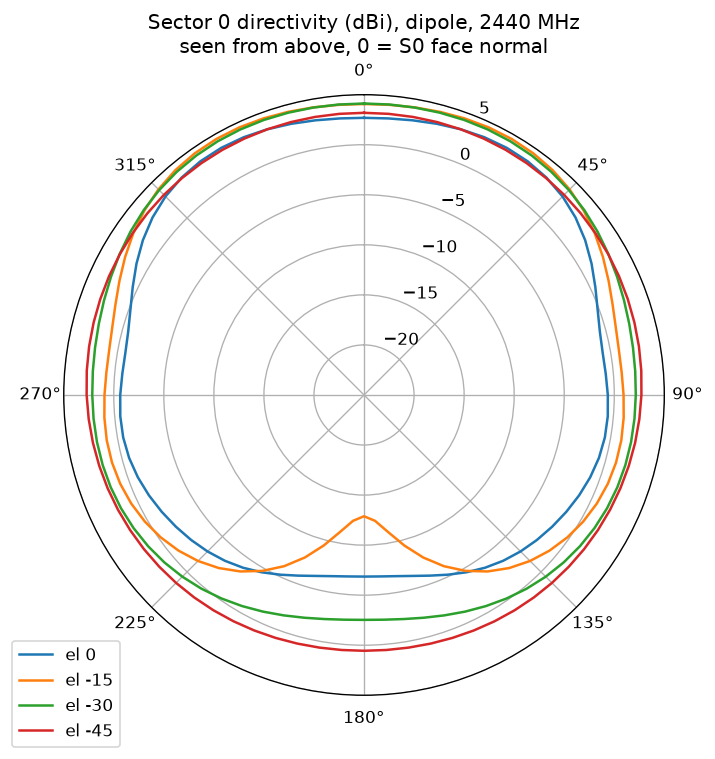 Sector 0 directivity (dBi), dipole, 2440 MHz
seen from above, 0 = S0 face normal
0°
5
315°
0
45°
−5
−10
−15
−20
270°
90°
225°
135°
180°
el 0
el -15
el -30
el -45